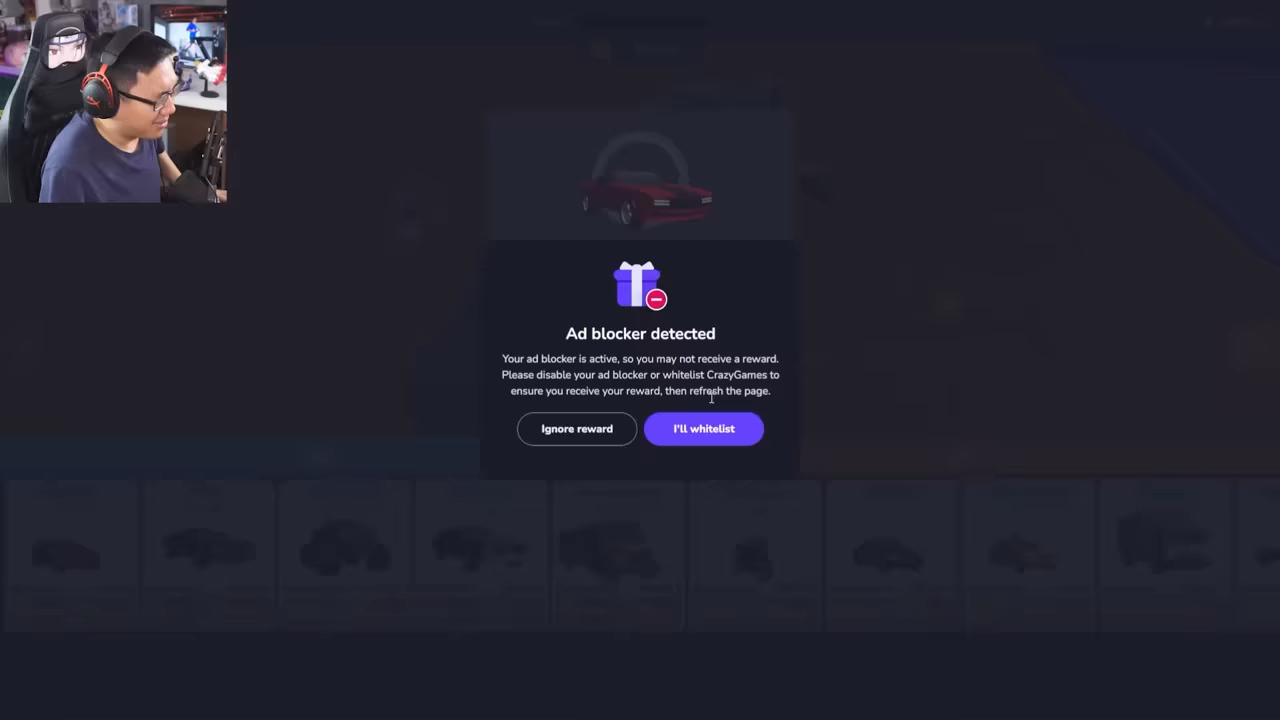 Ad blocker detected
Your ad blocker is active, so you may not receive a reward.
Please disable your ad blocker or whitelist CrazyGames to
ensure you receive your reward, then refresh the page.
Ignore reward
I'll whitelist